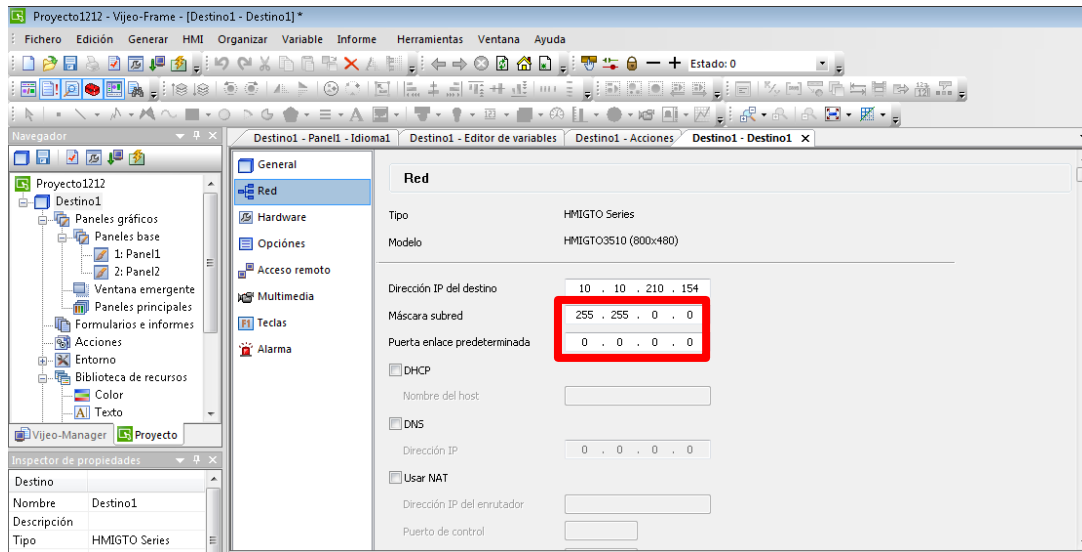 Proyecto1212 - Vijeo-Frame - [Destino1 - Destino1] *
Fichero Edición Generar HMI Organizar Variable Informe Herramientas Ventana Ayuda
Estado: 0
Navegador
Destino1 - Panel1 - Idioma1 Destino1 - Editor de variables Destino1 - Acciones Destino1 - Destino1 X
Proyecto1212
Destino1
Paneles gráficos
Paneles base
1: Panel1
2: Panel2
Ventana emergente
Paneles principales
Formularios e informes
Acciones
Entorno
Biblioteca de recursos
Color
Texto
Vijeo-Manager Proyecto
Inspector de propiedades
Destino
Nombre Destino1
Descripción
Tipo HMIGTO Series
General
Red
Hardware
Opciónes
Acceso remoto
Multimedia
F1 Teclas
Alarma
Red
Tipo HMIGTO Series
Modelo HMIGTO3510 (800x480)
Dirección IP del destino 10 . 10 . 210 . 154
Máscara subred 255 . 255 . 0 . 0
Puerta enlace predeterminada 0 . 0 . 0 . 0
DHCP
Nombre del host
DNS
Dirección IP 0 . 0 . 0 . 0
Usar NAT
Dirección IP del enrutador
Puerto de control